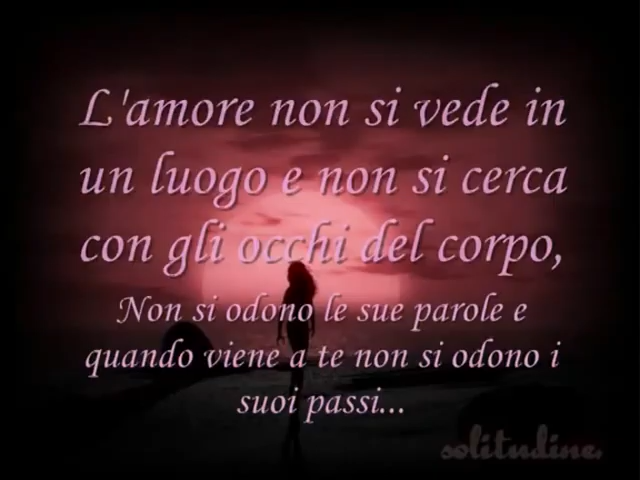 L'amore non si vede in
un luogo e non si cerca
con gli occhi del corpo,
Non si odono le sue parole e
quando viene a te non si odono i
suoi passi...
solitudine.